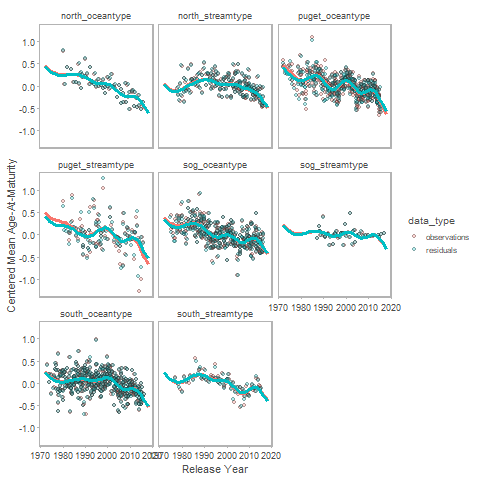 north_oceantype north_streamtype puget_oceantype
1.0
0.5
0.0
-0.5
-1.0
puget_streamtype sog_oceantype sog_streamtype
1.0
0.5
0.0
-0.5
-1.0
1970 1980 1990 2000 2010 2020
south_oceantype south_streamtype
1.0
0.5
0.0
-0.5
-1.0
1970 1980 1990 2000 2010 2020
1970 1980 1990 2000 2010 2020
Release Year
Centered Mean Age-At-Maturity
data_type
observations
residuals